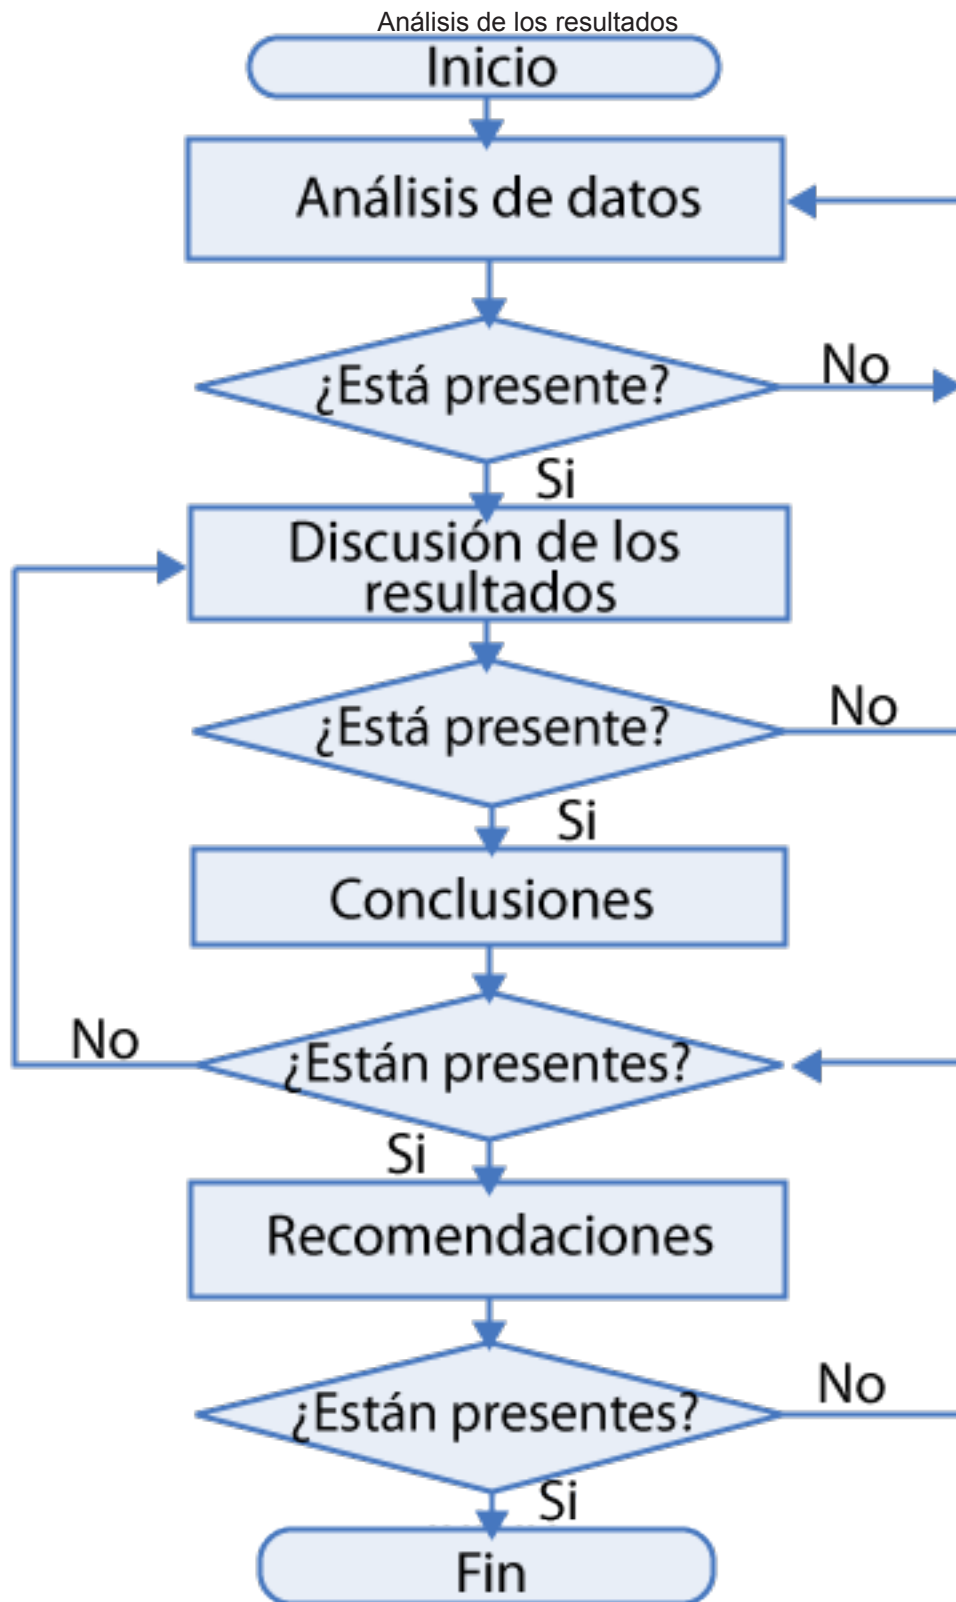 Análisis de los resultados
Inicio
Análisis de datos
¿Está presente?
No
Si
Discusión de los
resultados
¿Está presente?
No
Si
Conclusiones
¿Están presentes?
No
Si
Recomendaciones
¿Están presentes?
No
Si
Fin